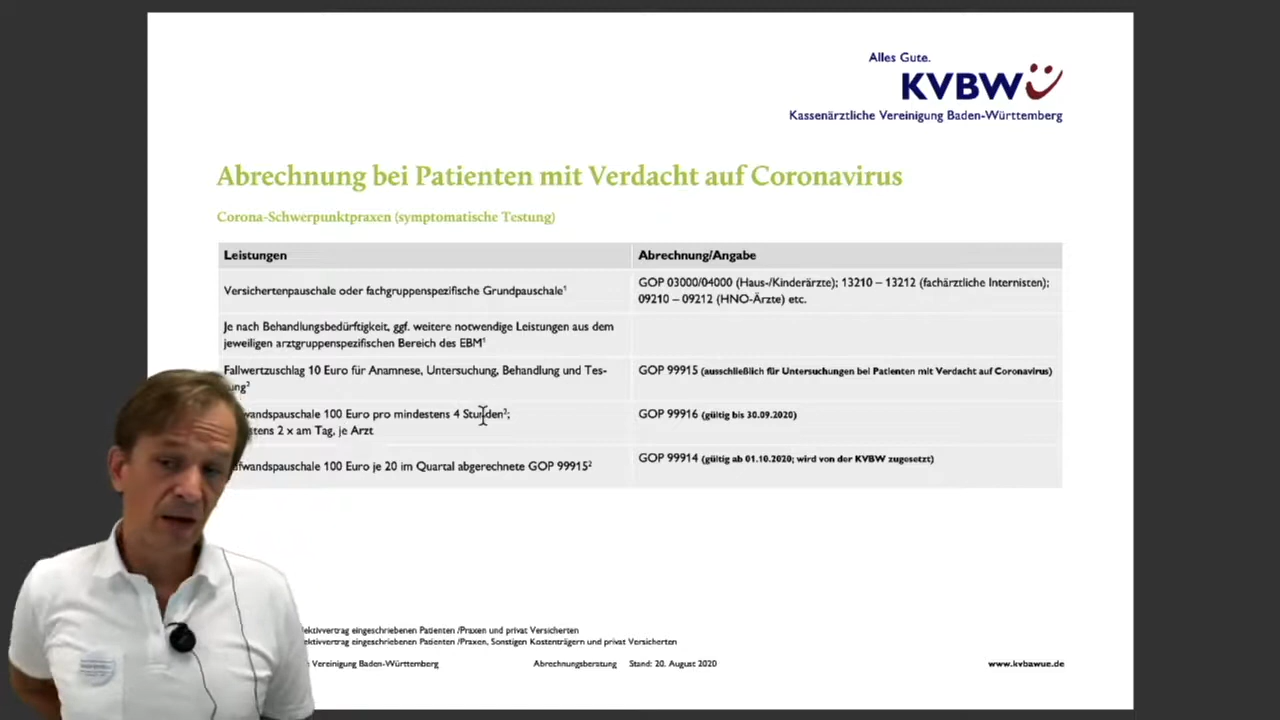 Alles Gute.
KVBW
Kassenärztliche Vereinigung Baden-Württemberg
Abrechnung bei Patienten mit Verdacht auf Coronavirus
Corona-Schwerpunktpraxen (symptomatische Testung)
Leistungen
Abrechnung/Angabe
Versichertenpauschale oder fachgruppenspezifische Grundpauschale¹
GOP 03000/04000 (Haus-/Kinderärzte); 13210 – 13212 (fachärztliche Internisten);
09210 – 09212 (HNO-Ärzte) etc.
Je nach Behandlungsbedürftigkeit, ggf. weitere notwendige Leistungen aus dem
jeweiligen arztgruppenspezifischen Bereich des EBM¹
Fallwertzuschlag 10 Euro für Anamnese, Untersuchung, Behandlung und Tes-
ung²
GOP 99915 (ausschließlich für Untersuchungen bei Patienten mit Verdacht auf Coronavirus)
wandspauschale 100 Euro pro mindestens 4 Stunden²;
stens 2 x am Tag, je Arzt
GOP 99916 (gültig bis 30.09.2020)
fwandspauschale 100 Euro je 20 im Quartal abgerechnete GOP 99915²
GOP 99914 (gültig ab 01.10.2020; wird von der KVBW zugesetzt)
lektivvertrag eingeschriebenen Patienten /Praxen und privat Versicherten
lektivvertrag eingeschriebenen Patienten /Praxen, Sonstigen Kostenträgern und privat Versicherten
Vereinigung Baden-Württemberg
Abrechnungsberatung Stand: 20. August 2020
www.kvbawue.de